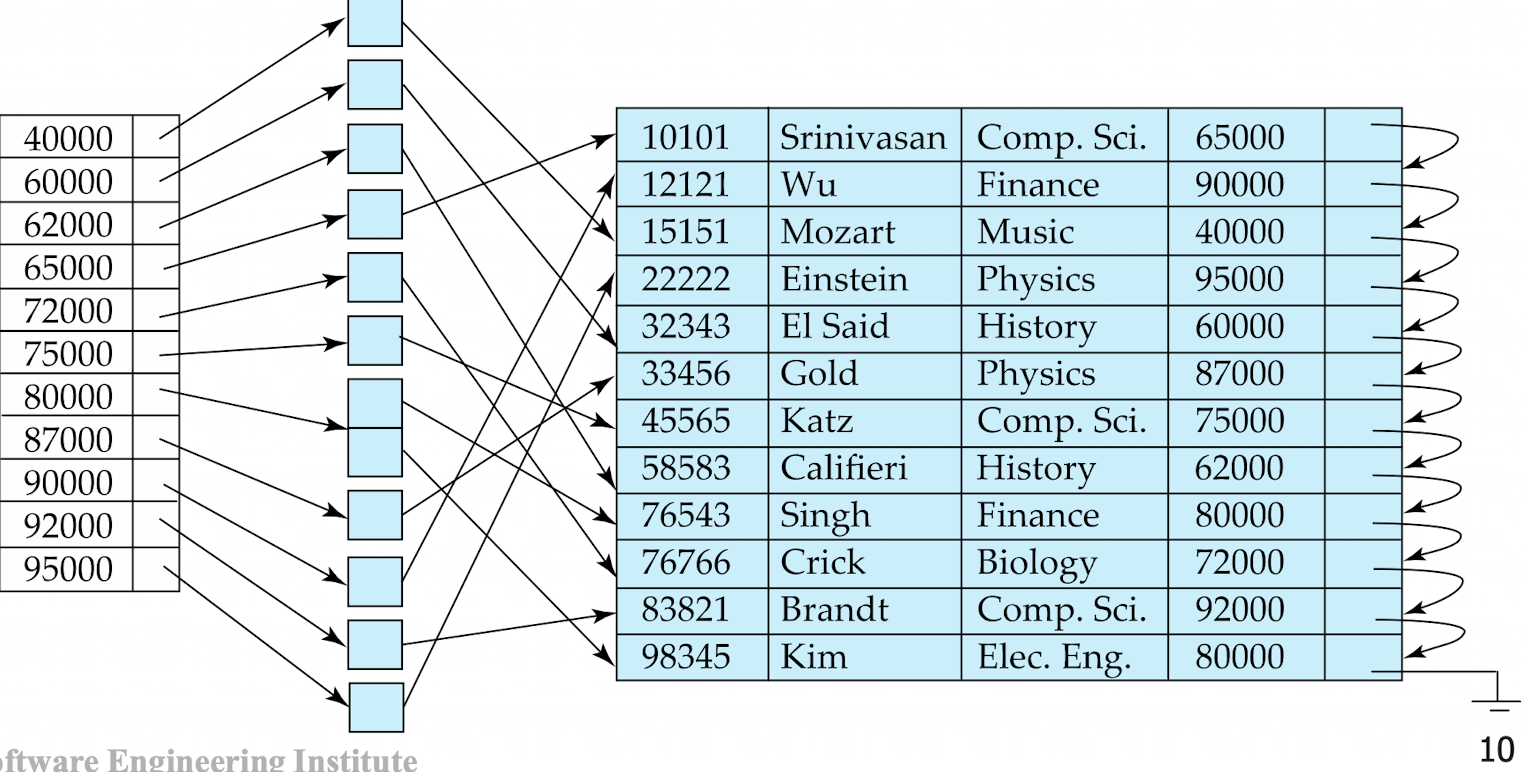 40000
60000
62000
65000
72000
75000
80000
87000
90000
92000
95000
10101 Srinivasan Comp. Sci. 65000
12121 Wu Finance 90000
15151 Mozart Music 40000
22222 Einstein Physics 95000
32343 El Said History 60000
33456 Gold Physics 87000
45565 Katz Comp. Sci. 75000
58583 Califieri History 62000
76543 Singh Finance 80000
76766 Crick Biology 72000
83821 Brandt Comp. Sci. 92000
98345 Kim Elec. Eng. 80000
oftware Engineering Institute
10